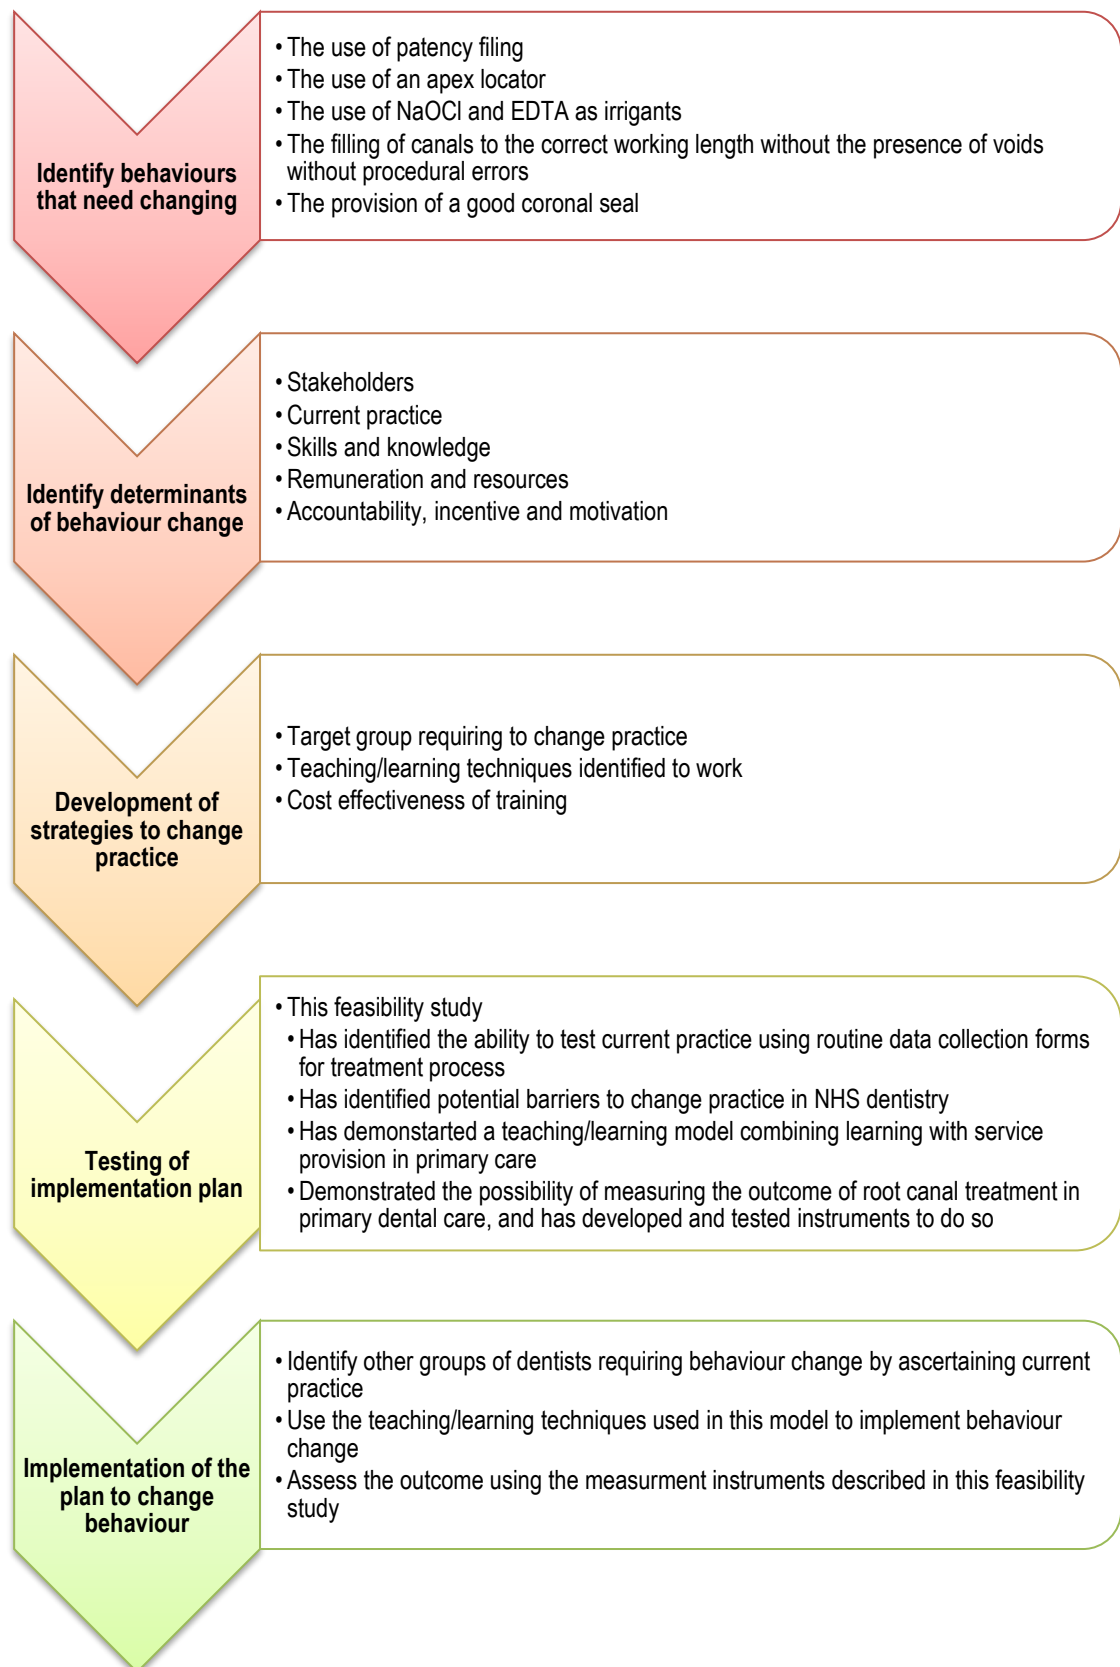 Identify behaviours
that need changing
• The use of patency filing
• The use of an apex locator
• The use of NaOCl and EDTA as irrigants
• The filling of canals to the correct working length without the presence of voids
without procedural errors
• The provision of a good coronal seal
Identify determinants
of behaviour change
• Stakeholders
• Current practice
• Skills and knowledge
• Remuneration and resources
• Accountability, incentive and motivation
Development of
strategies to change
practice
• Target group requiring to change practice
• Teaching/learning techniques identified to work
• Cost effectiveness of training
Testing of
implementation plan
• This feasibility study
• Has identified the ability to test current practice using routine data collection forms
for treatment process
• Has identified potential barriers to change practice in NHS dentistry
• Has demonstarted a teaching/learning model combining learning with service
provision in primary care
• Demonstrated the possibility of measuring the outcome of root canal treatment in
primary dental care, and has developed and tested instruments to do so
Implementation of the
plan to change
behaviour
• Identify other groups of dentists requiring behaviour change by ascertaining current
practice
• Use the teaching/learning techniques used in this model to implement behaviour
change
• Assess the outcome using the measurment instruments described in this feasibility
study